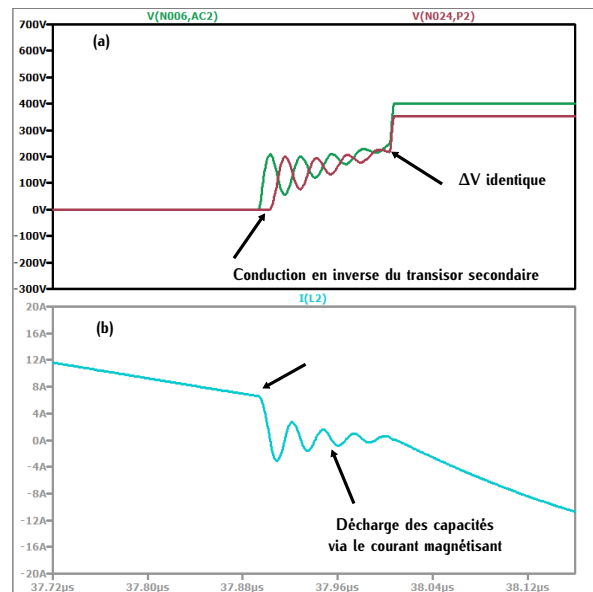 V(N006,AC2) V(N024,P2)
700V
(a)
600V
500V
400V
300V
200V
100V
0V
-100V
-200V
-300V
ΔV identique
Conduction en inverse du transisor secondaire
I(L2)
20A
(b)
16A
12A
8A
4A
0A
-4A
-8A
-12A
-16A
-20A
Décharge des capacités
via le courant magnétisant
37.72µs 37.80µs 37.88µs 37.96µs 38.04µs 38.12µs